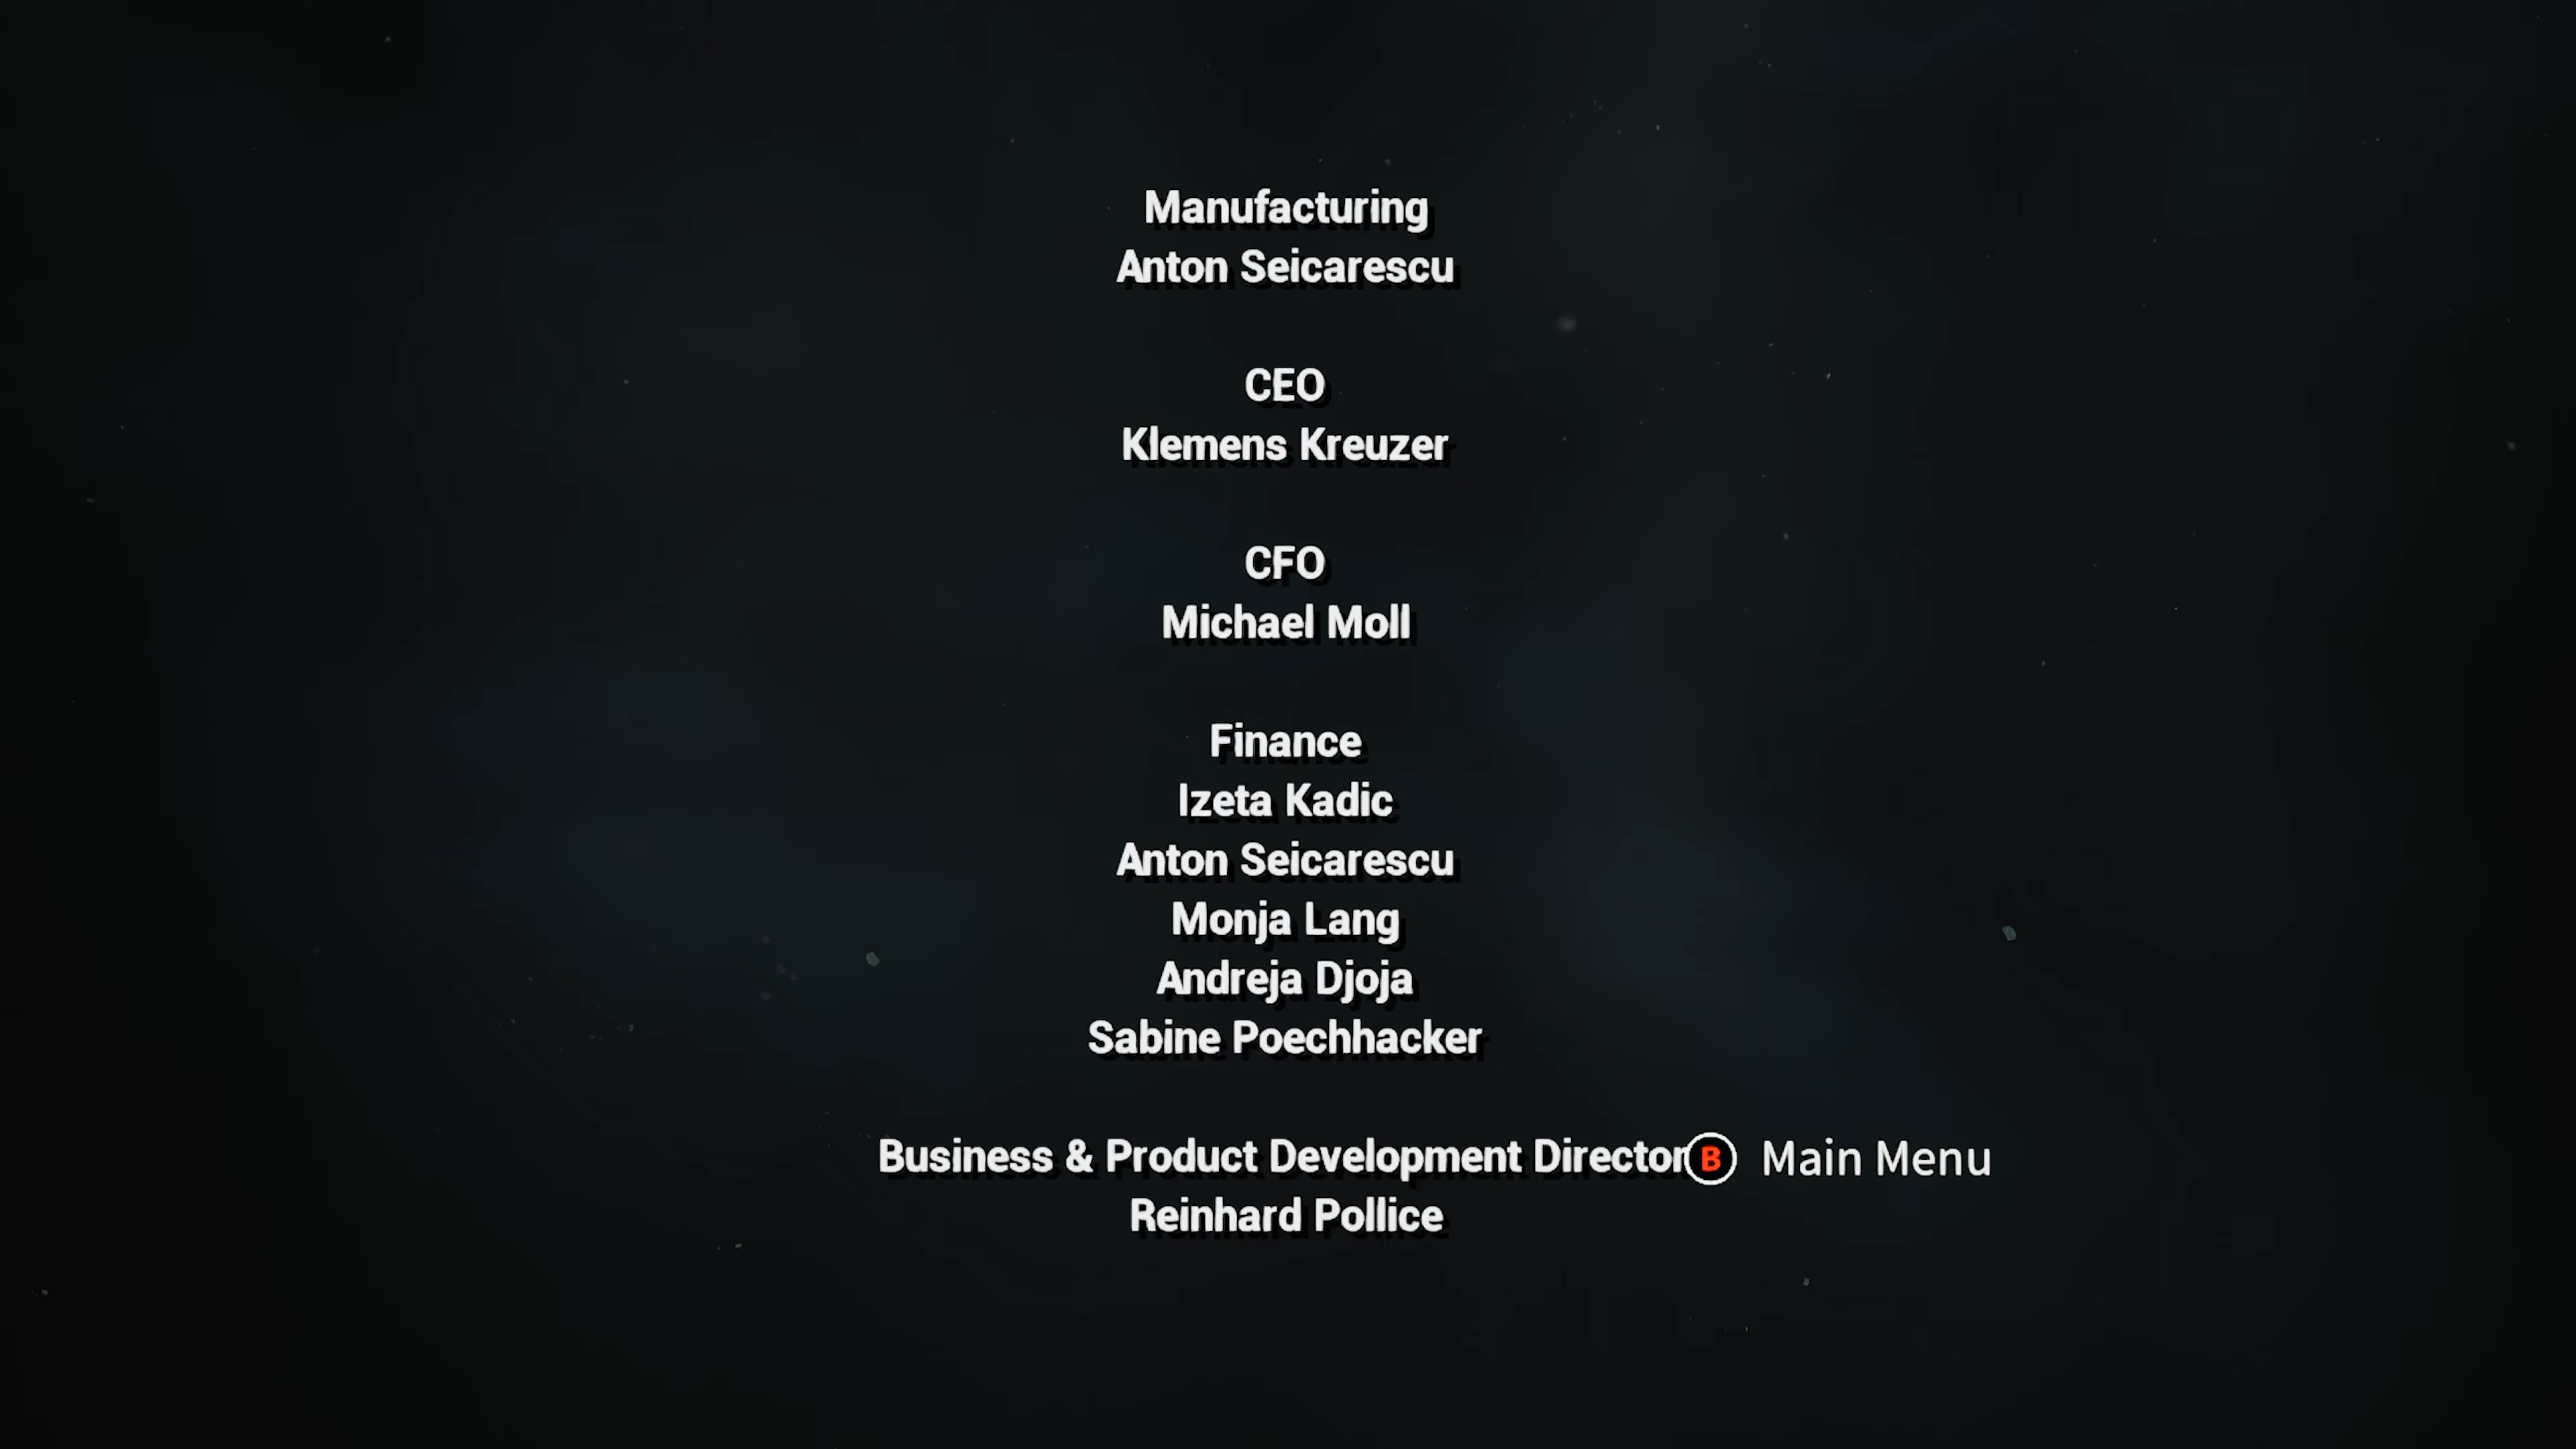 Manufacturing
Anton Seicarescu
CEO
Klemens Kreuzer
CFO
Michael Moll
Finance
Izeta Kadic
Anton Seicarescu
Monja Lang
Andreja Djoja
Sabine Poechhacker
Business & Product Development Director
B Main Menu
Reinhard Pollice